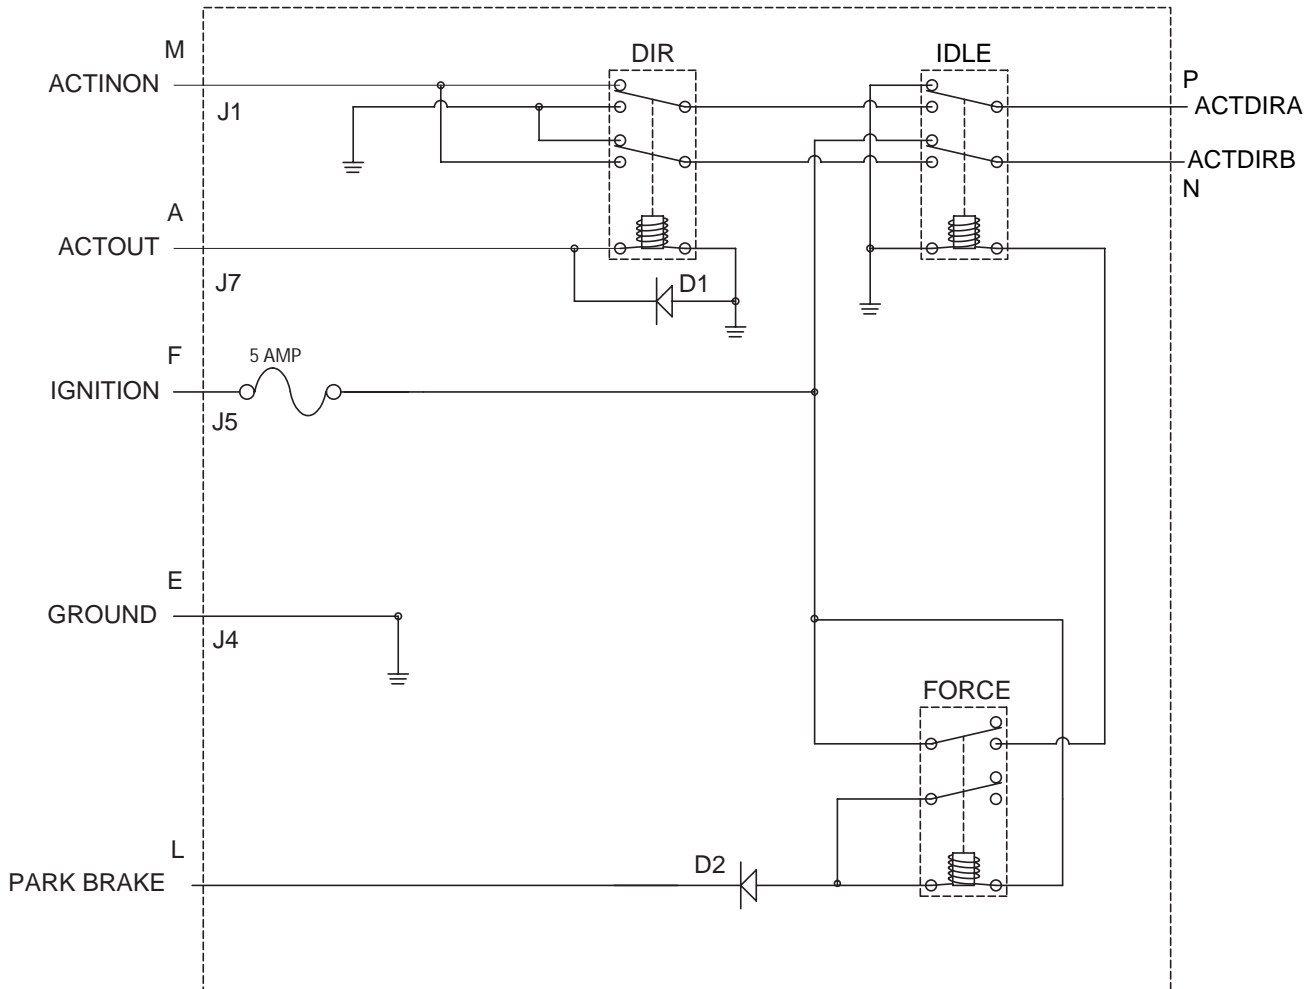 M
DIR
IDLE
ACTINON
P
J1
ACTDIRA
ACTDIRB
N
A
ACTOUT
J7
D1
F
5 AMP
IGNITION
J5
E
GROUND
J4
FORCE
L
D2
PARK BRAKE